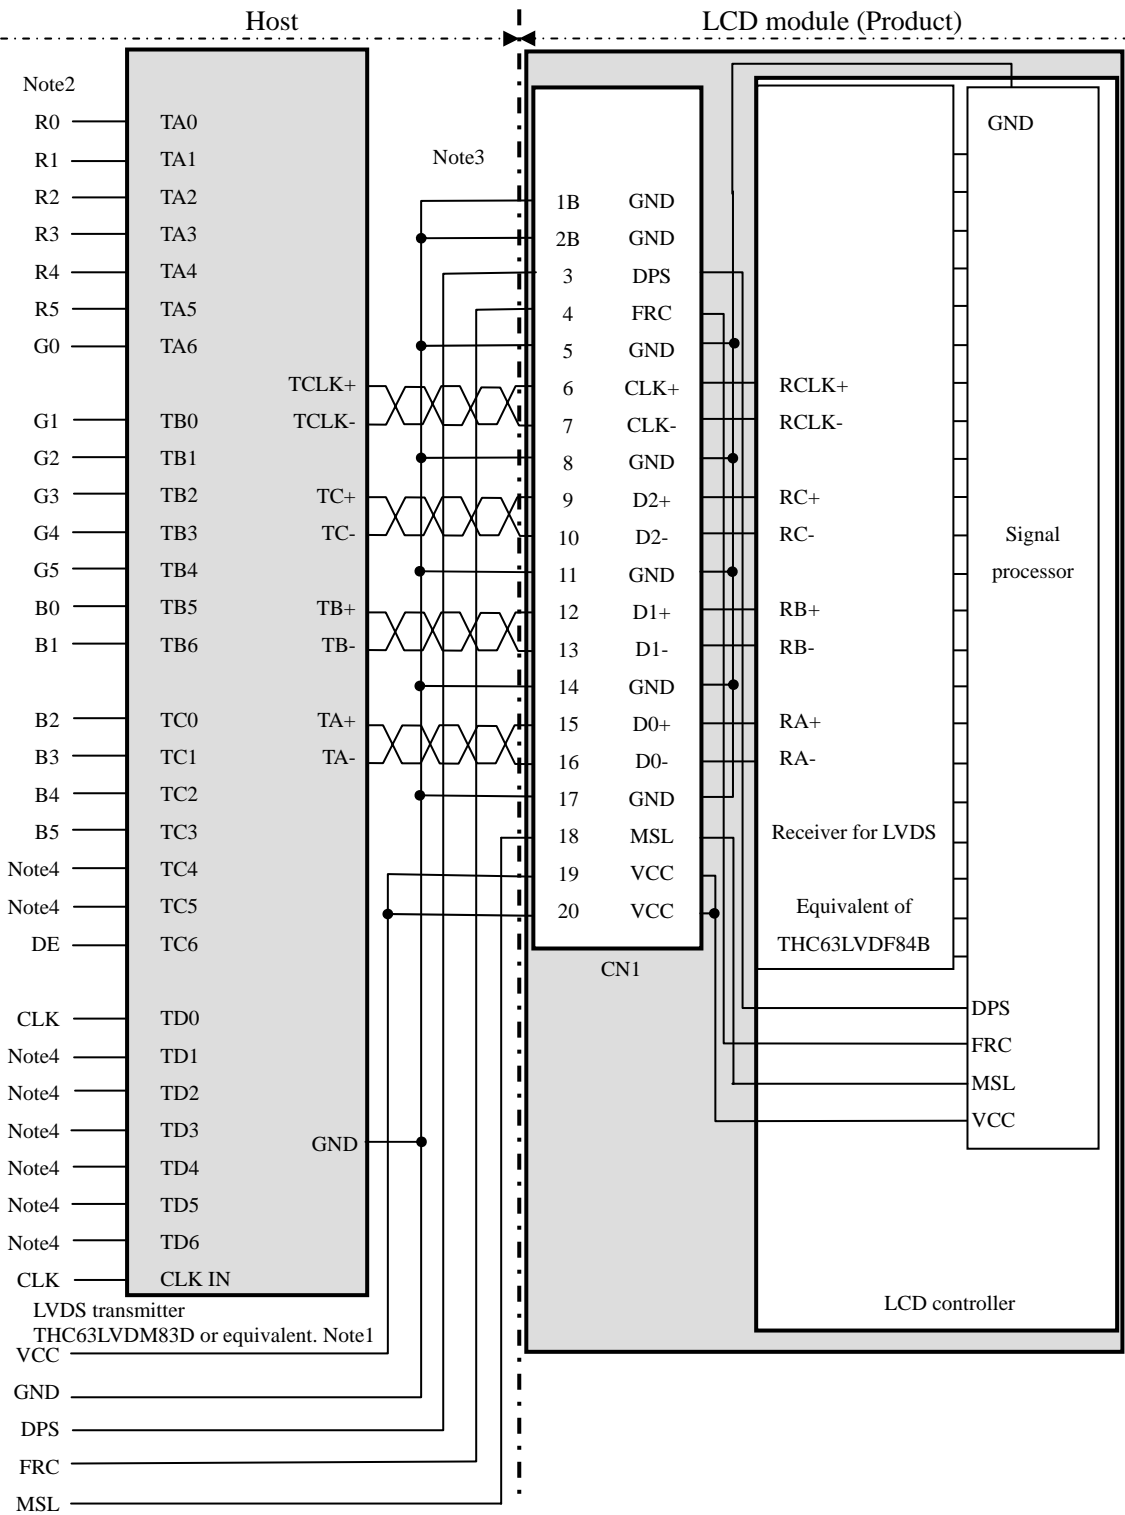 Host
LCD module (Product)
Note2
R0 TA0
R1 TA1
R2 TA2
R3 TA3
R4 TA4
R5 TA5
G0 TA6
TCLK+
G1 TB0 TCLK-
G2 TB1
G3 TB2 TC+
G4 TB3 TC-
G5 TB4
B0 TB5 TB+
B1 TB6 TB-
B2 TC0 TA+
B3 TC1 TA-
B4 TC2
B5 TC3
Note4 TC4
Note4 TC5
DE TC6
CLK TD0
Note4 TD1
Note4 TD2
Note4 TD3
GND
Note4 TD4
Note4 TD5
Note4 TD6
CLK CLK IN
LVDS transmitter
THC63LVDM83D or equivalent. Note1
VCC
GND
DPS
FRC
MSL
Note3
1B GND
2B GND
3 DPS
4 FRC
5 GND
6 CLK+
7 CLK-
8 GND
9 D2+
10 D2-
11 GND
12 D1+
13 D1-
14 GND
15 D0+
16 D0-
17 GND
18 MSL
19 VCC
20 VCC
CN1
RCLK+
RCLK-
RC+
RC-
RB+
RB-
RA+
RA-
Receiver for LVDS
Equivalent of
THC63LVDF84B
GND
Signal
processor
DPS
FRC
MSL
VCC
LCD controller